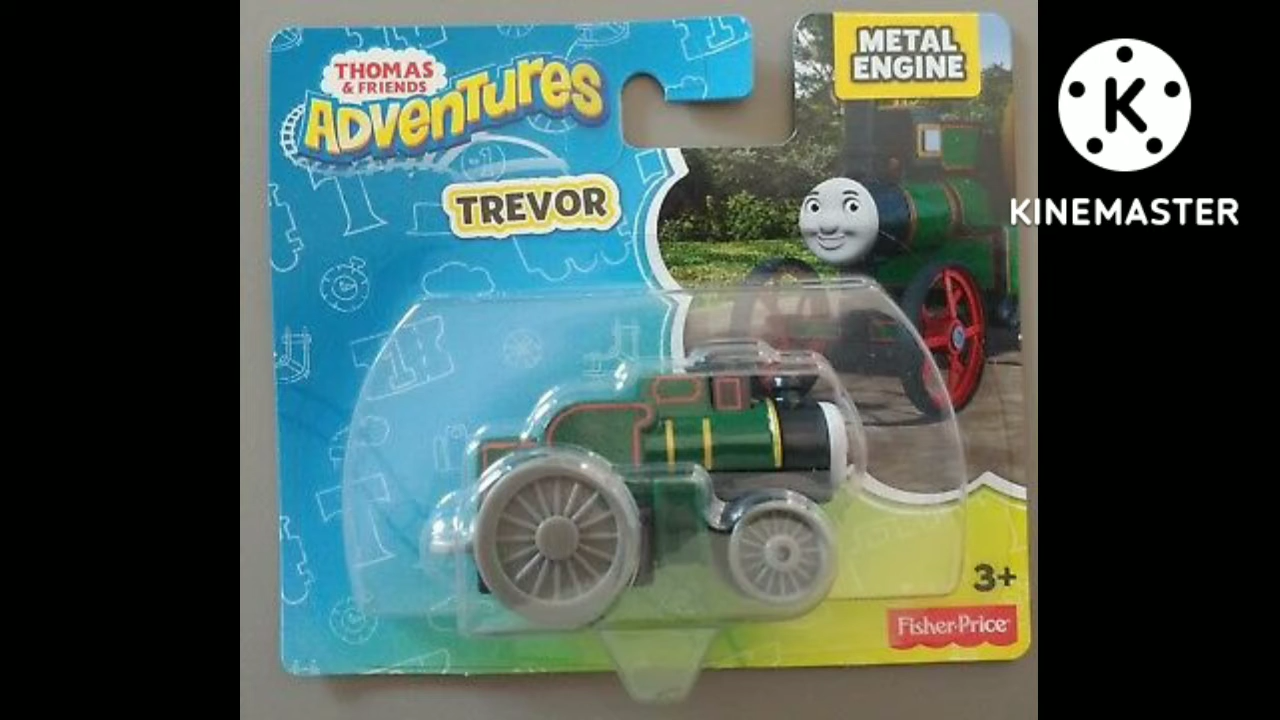 THOMAS
& FRIENDS
ADVENTURES
TREVOR
METAL
ENGINE
K
KINEMASTER
3+
Fisher-Price